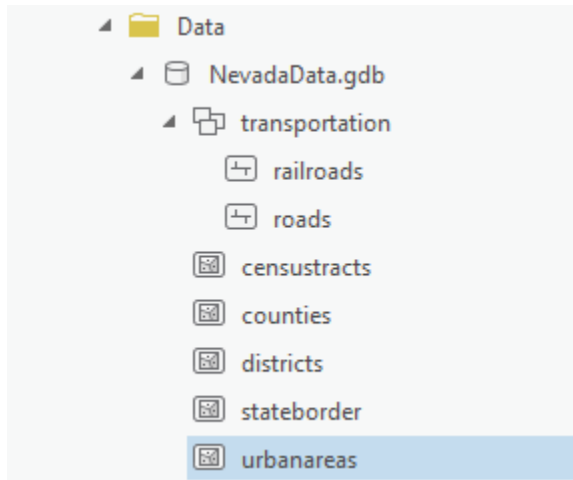 Data
NevadaData.gdb
transportation
railroads
roads
censustracts
counties
districts
stateborder
urbanareas